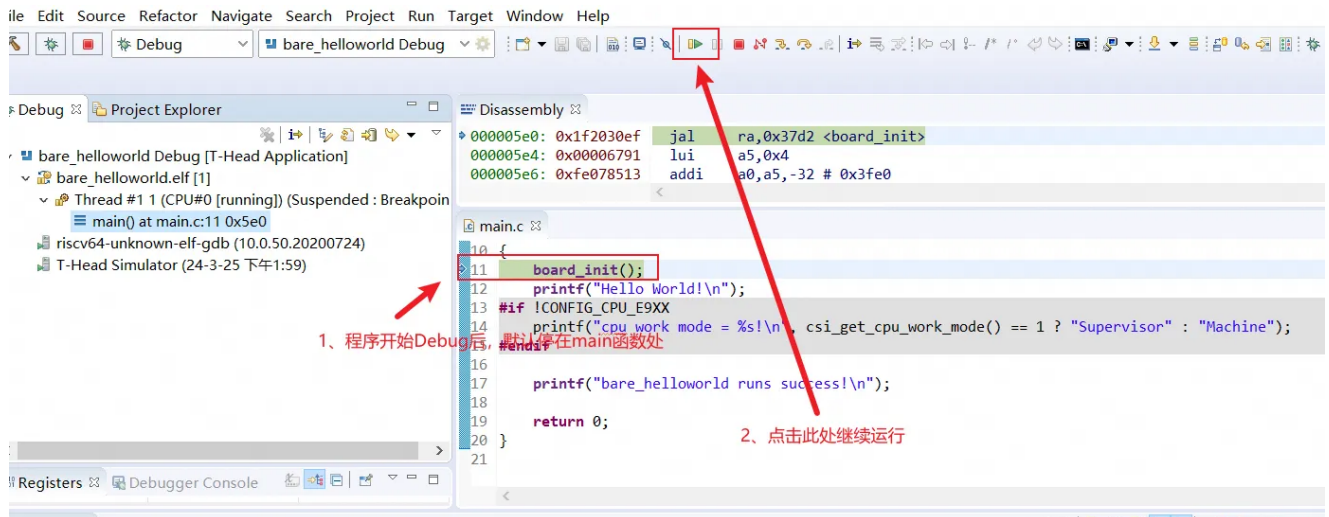 ile Edit Source Refactor Navigate Search Project Run Target Window Help
Debug
bare_helloworld Debug
Debug
Project Explorer
bare_helloworld Debug [T-Head Application]
bare_helloworld.elf [1]
Thread #1 1 (CPU#0 [running]) (Suspended : Breakpoin
main() at main.c:11 0x5e0
riscv64-unknown-elf-gdb (10.0.50.20200724)
T-Head Simulator (24-3-25 下午1:59)
Registers
Debugger Console
Disassembly
000005e0: 0x1f2030ef jal ra,0x37d2 <board_init>
000005e4: 0x00006791 lui a5,0x4
000005e6: 0xfe078513 addi a0,a5,-32 # 0x3fe0
main.c
10 {
11 board_init();
12 printf("Hello World!\n");
13 #if !CONFIG_CPU_E9XX
14 printf("cpu work mode = %s!\n", csi_get_cpu_work_mode() == 1 ? "Supervisor" : "Machine");
15 #endif
16
17 printf("bare_helloworld runs success!\n");
18
19 return 0;
20 }
21
1、程序开始Debug后，默认停在main函数处
2、点击此处继续运行